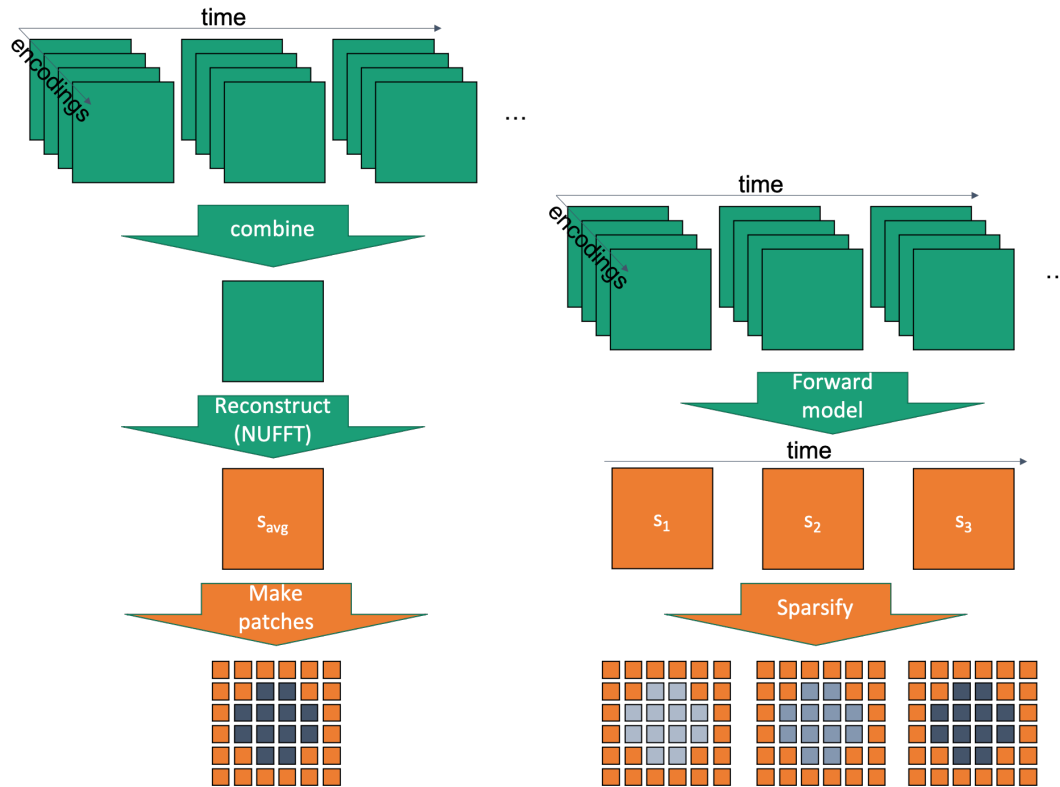 time
encodings
...
combine
Reconstruct
(NUFFT)
s_avg
Make
patches
time
encodings
..
Forward
model
time
s_1
s_2
s_3
Sparsify